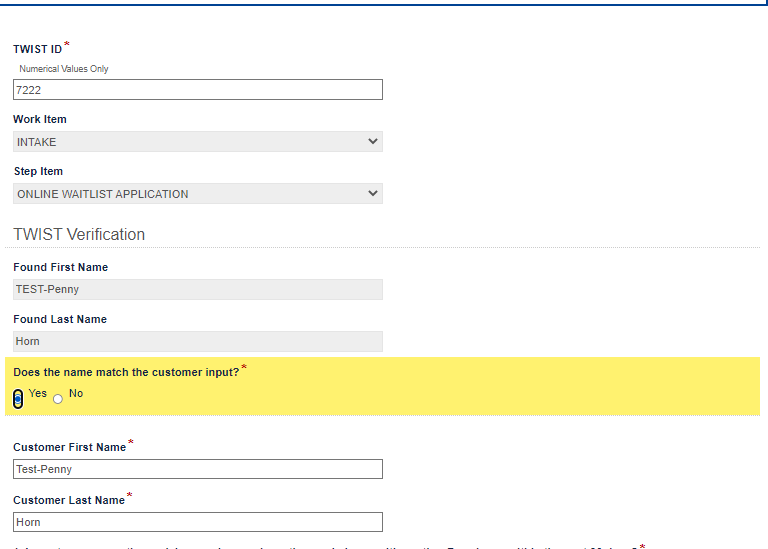 TWIST ID*
Numerical Values Only
7222
Work Item
INTAKE
Step Item
ONLINE WAITLIST APPLICATION
TWIST Verification
Found First Name
TEST-Penny
Found Last Name
Horn
Does the name match the customer input?*
Yes No
Customer First Name*
Test-Penny
Customer Last Name*
Horn